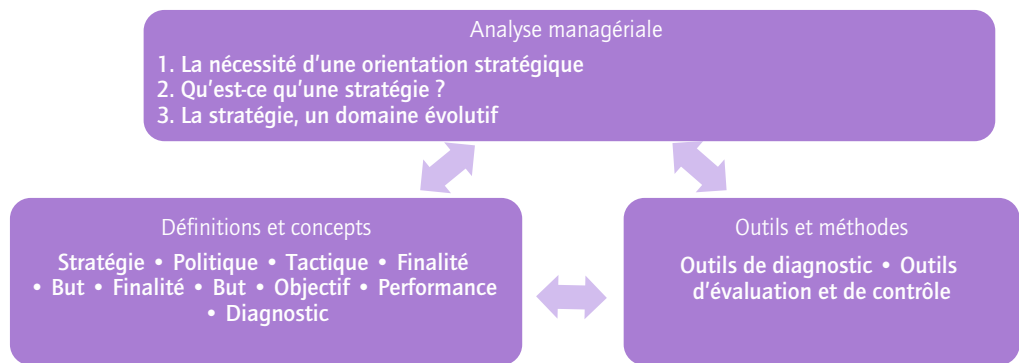 Analyse managériale
1. La nécessité d'une orientation stratégique
2. Qu'est-ce qu'une stratégie ?
3. La stratégie, un domaine évolutif
Définitions et concepts
Stratégie • Politique • Tactique • Finalité
• But • Finalité • But • Objectif • Performance
• Diagnostic
Outils et méthodes
Outils de diagnostic • Outils
d'évaluation et de contrôle